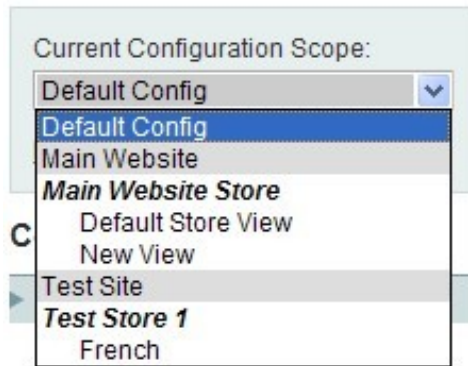 Current Configuration Scope:
Default Config
Default Config
Main Website
Main Website Store
Default Store View
New View
Test Site
Test Store 1
French